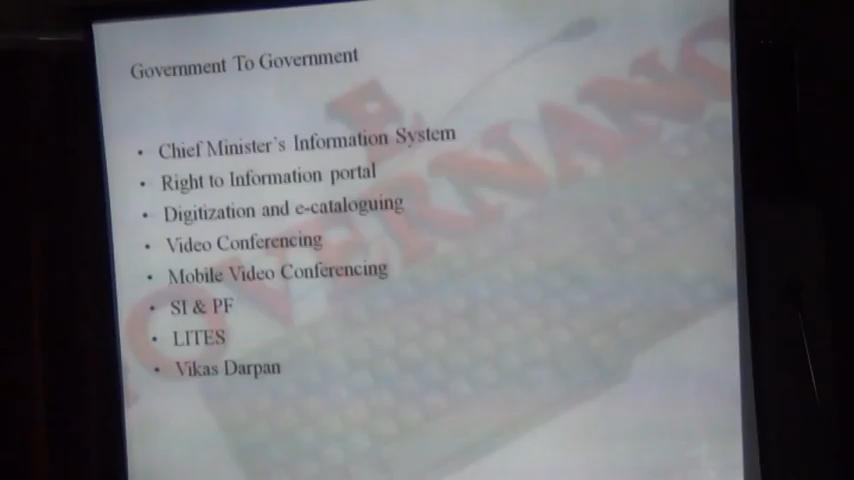 Government To Government
• Chief Minister's Information System
• Right to Information portal
• Digitization and e-cataloguing
• Video Conferencing
• Mobile Video Conferencing
• SI & PF
• LITES
• Vikas Darpan
E
GOVERNANC